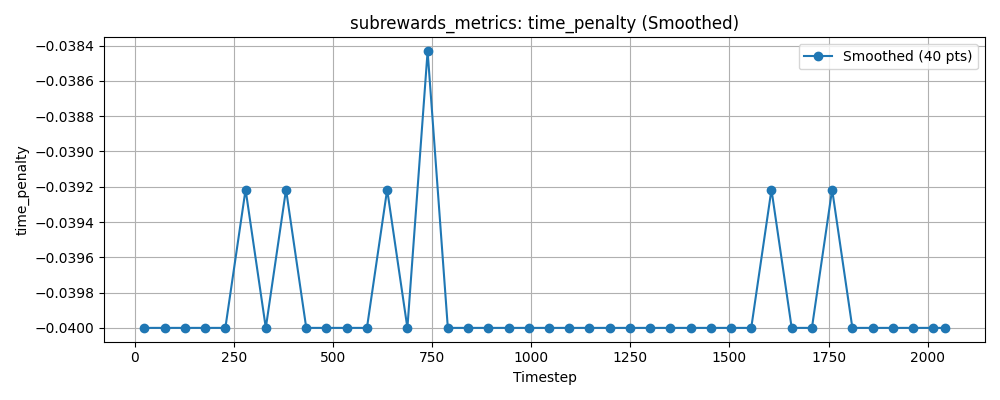 subrewards_metrics: time_penalty (Smoothed)
Smoothed (40 pts)
time_penalty
−0.0384
−0.0386
−0.0388
−0.0390
−0.0392
−0.0394
−0.0396
−0.0398
−0.0400
0 250 500 750 1000 1250 1500 1750 2000
Timestep